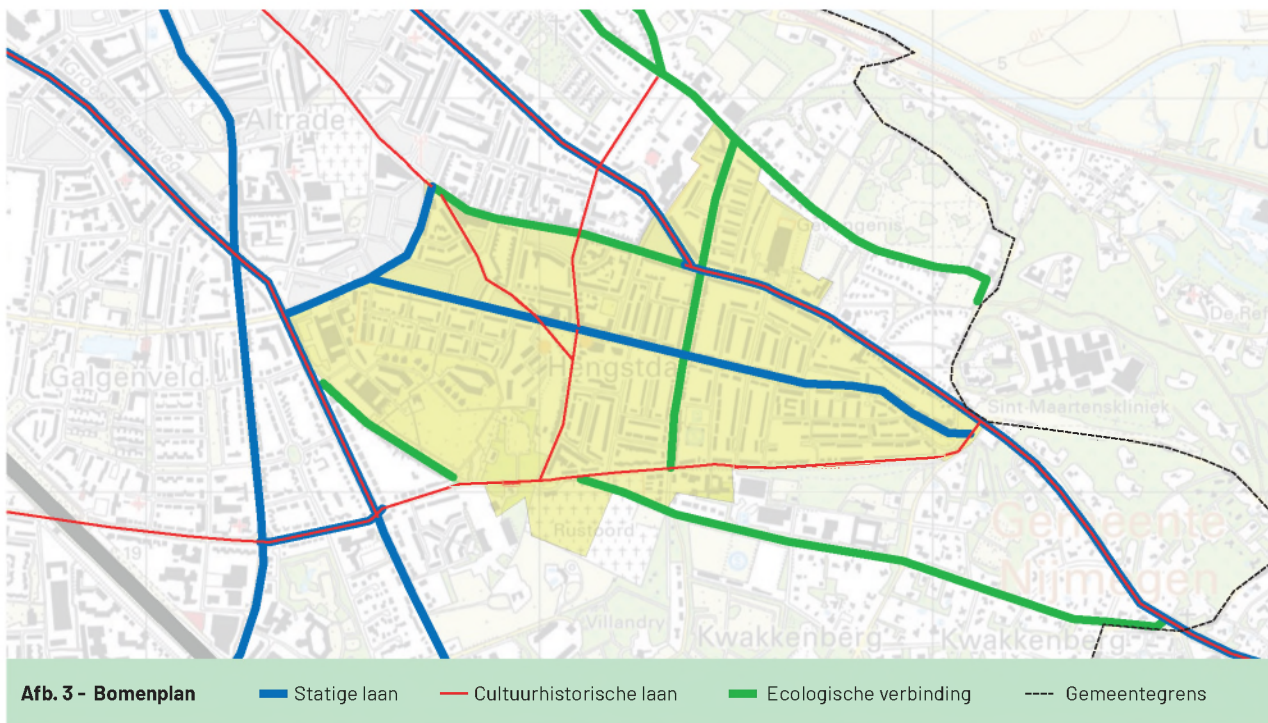 Altrade
5
Gevangenis
De Ref
Galgenveld
Hengstdal
Sint Maartenskliniek
19
Rustoord
Gemeente
Nijmegen
Villandry
Kwakkenberg
Kwakkenberg
Afb. 3 - Bomenplan
Statige laan
Cultuurhistorische laan
Ecologische verbinding
Gemeentegrens